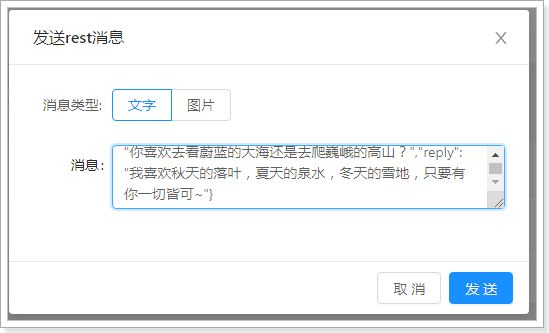 发送rest消息
消息类型: 文字 图片
消息: "你喜欢去看蔚蓝的大海还是去爬巍峨的高山？","reply":
"我喜欢秋天的落叶，夏天的泉水，冬天的雪地，只要有
你一切皆可~"}
取 消 发 送